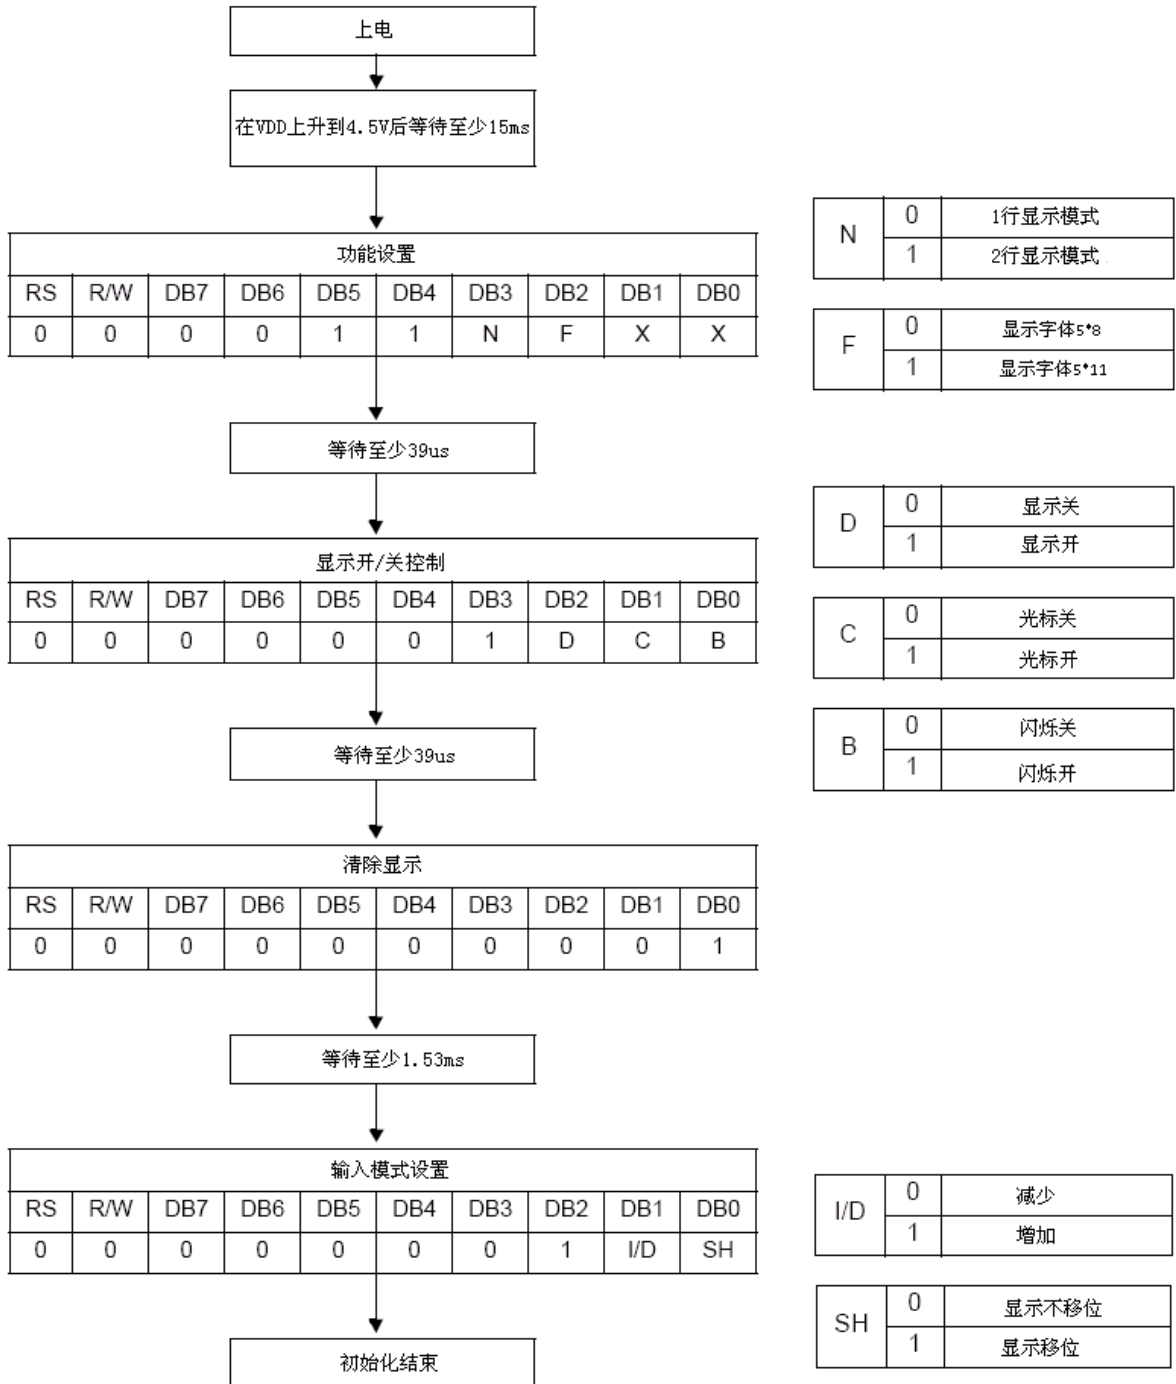 上电
在VDD上升到4.5V后等待至少15ms
功能设置
RS R/W DB7 DB6 DB5 DB4 DB3 DB2 DB1 DB0
0 0 0 0 1 1 N F X X
N
0 1行显示模式
1 2行显示模式
F
0 显示字体5*8
1 显示字体5*11
等待至少39us
显示开/关控制
RS R/W DB7 DB6 DB5 DB4 DB3 DB2 DB1 DB0
0 0 0 0 0 0 1 D C B
D
0 显示关
1 显示开
C
0 光标关
1 光标开
B
0 闪烁关
1 闪烁开
等待至少39us
清除显示
RS R/W DB7 DB6 DB5 DB4 DB3 DB2 DB1 DB0
0 0 0 0 0 0 0 0 0 1
等待至少1.53ms
输入模式设置
RS R/W DB7 DB6 DB5 DB4 DB3 DB2 DB1 DB0
0 0 0 0 0 0 0 1 I/D SH
I/D
0 减少
1 增加
SH
0 显示不移位
1 显示移位
初始化结束